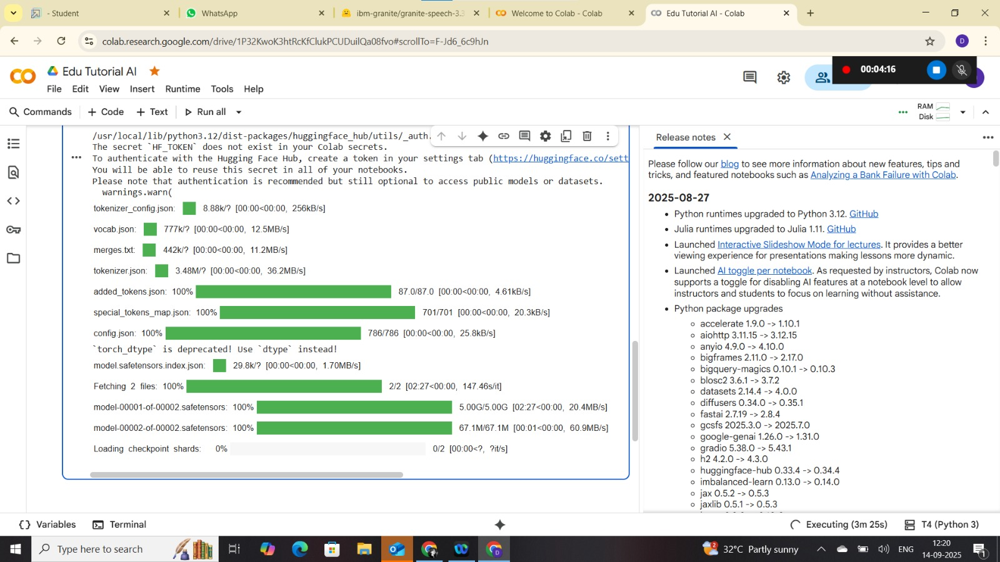 - Student
WhatsApp
ibm-granite/granite-speech-3.3
Welcome to Colab - Colab
Edu Tutorial AI - Colab
colab.research.google.com/drive/1P32KwoK3htRcKfClukPCUDuilQa08fvo#scrollTo=F-Jd6_6c9hJn
D
Edu Tutorial AI
00:04:16
File Edit View Insert Runtime Tools Help
Commands + Code + Text Run all
RAM
Disk
/usr/local/lib/python3.12/dist-packages/huggingface_hub/utils/_auth.
The secret `HF_TOKEN` does not exist in your Colab secrets.
To authenticate with the Hugging Face Hub, create a token in your settings tab (https://huggingface.co/sett
You will be able to reuse this secret in all of your notebooks.
Please note that authentication is recommended but still optional to access public models or datasets.
warnings.warn(
tokenizer_config.json: 8.88k/? [00:00<00:00, 256kB/s]
vocab.json: 777k/? [00:00<00:00, 12.5MB/s]
merges.txt: 442k/? [00:00<00:00, 11.2MB/s]
tokenizer.json: 3.48M/? [00:00<00:00, 36.2MB/s]
added_tokens.json: 100% 87.0/87.0 [00:00<00:00, 4.61kB/s]
special_tokens_map.json: 100% 701/701 [00:00<00:00, 20.3kB/s]
config.json: 100% 786/786 [00:00<00:00, 25.8kB/s]
`torch_dtype` is deprecated! Use `dtype` instead!
model.safetensors.index.json: 29.8k/? [00:00<00:00, 1.70MB/s]
Fetching 2 files: 100% 2/2 [02:27<00:00, 147.46s/it]
model-00001-of-00002.safetensors: 100% 5.00G/5.00G [02:27<00:00, 20.4MB/s]
model-00002-of-00002.safetensors: 100% 67.1M/67.1M [00:01<00:00, 60.9MB/s]
Loading checkpoint shards: 0% 0/2 [00:00<?, ?it/s]
Release notes
Please follow our blog to see more information about new features, tips and
tricks, and featured notebooks such as Analyzing a Bank Failure with Colab.
2025-08-27
Python runtimes upgraded to Python 3.12. GitHub
Julia runtimes upgraded to Julia 1.11. GitHub
Launched Interactive Slideshow Mode for lectures. It provides a better
viewing experience for presentations making lessons more dynamic.
Launched AI toggle per notebook. As requested by instructors, Colab now
supports a toggle for disabling AI features at a notebook level to allow
instructors and students to focus on learning without assistance.
Python package upgrades
accelerate 1.9.0 -> 1.10.1
aiohttp 3.11.15 -> 3.12.15
anyio 4.9.0 -> 4.10.0
bigframes 2.11.0 -> 2.17.0
bigquery-magics 0.10.1 -> 0.10.3
blosc2 3.6.1 -> 3.7.2
datasets 2.14.4 -> 4.0.0
diffusers 0.34.0 -> 0.35.1
fastai 2.7.19 -> 2.8.4
gcsfs 2025.3.0 -> 2025.7.0
google-genai 1.26.0 -> 1.31.0
gradio 5.38.0 -> 5.43.1
h2 4.2.0 -> 4.3.0
huggingface-hub 0.33.4 -> 0.34.4
imbalanced-learn 0.13.0 -> 0.14.0
jax 0.5.2 -> 0.5.3
jaxlib 0.5.1 -> 0.5.3
Variables Terminal
Executing (3m 25s) T4 (Python 3)
Type here to search
32°C Partly sunny
ENG
12:20
14-09-2025